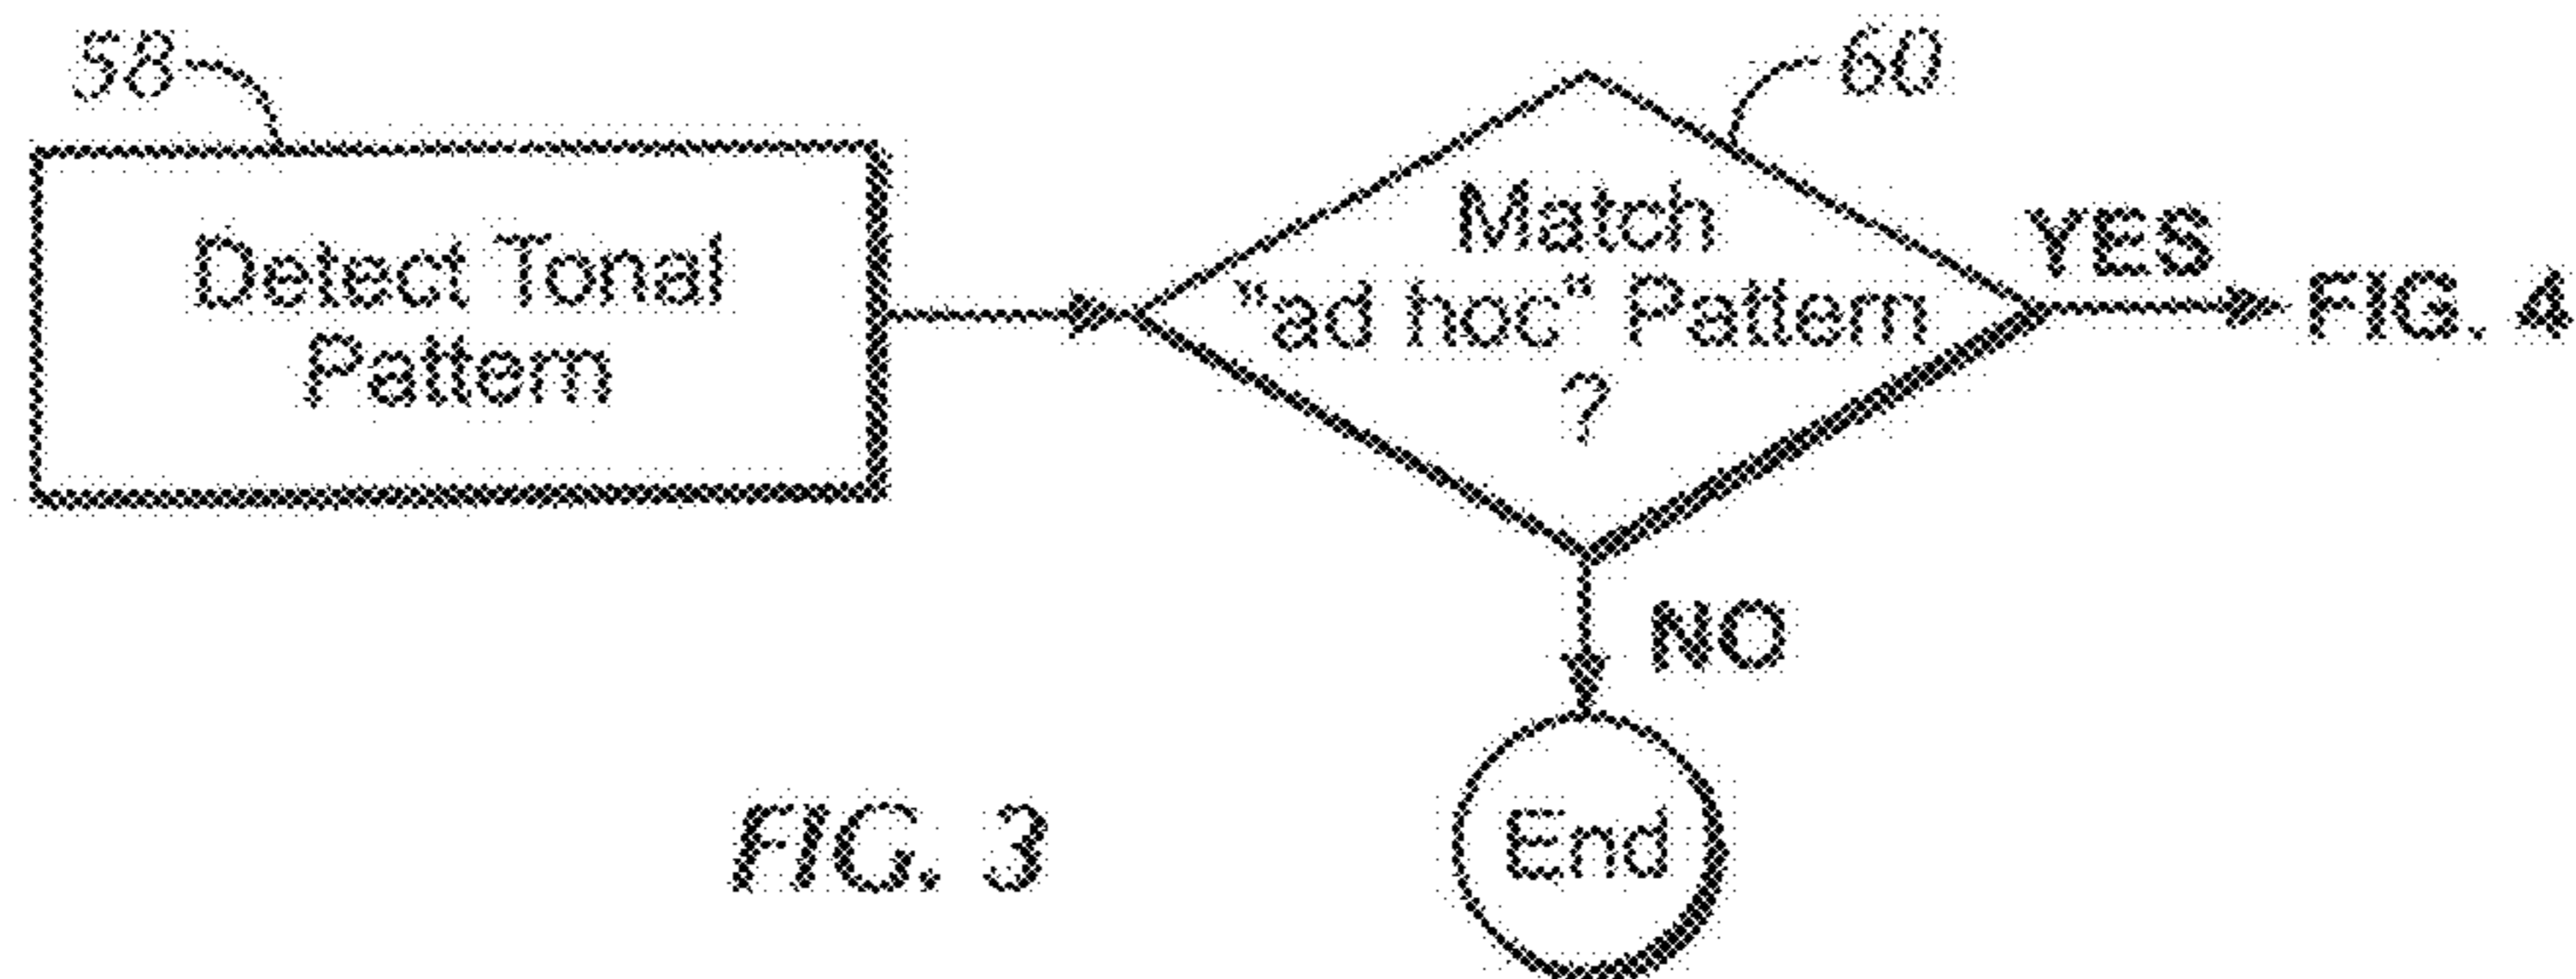 58
Detect Tonal
Pattern
60
Match
"ad hoc" Pattern
?
YES
FIG. 4
NO
End
FIG. 3